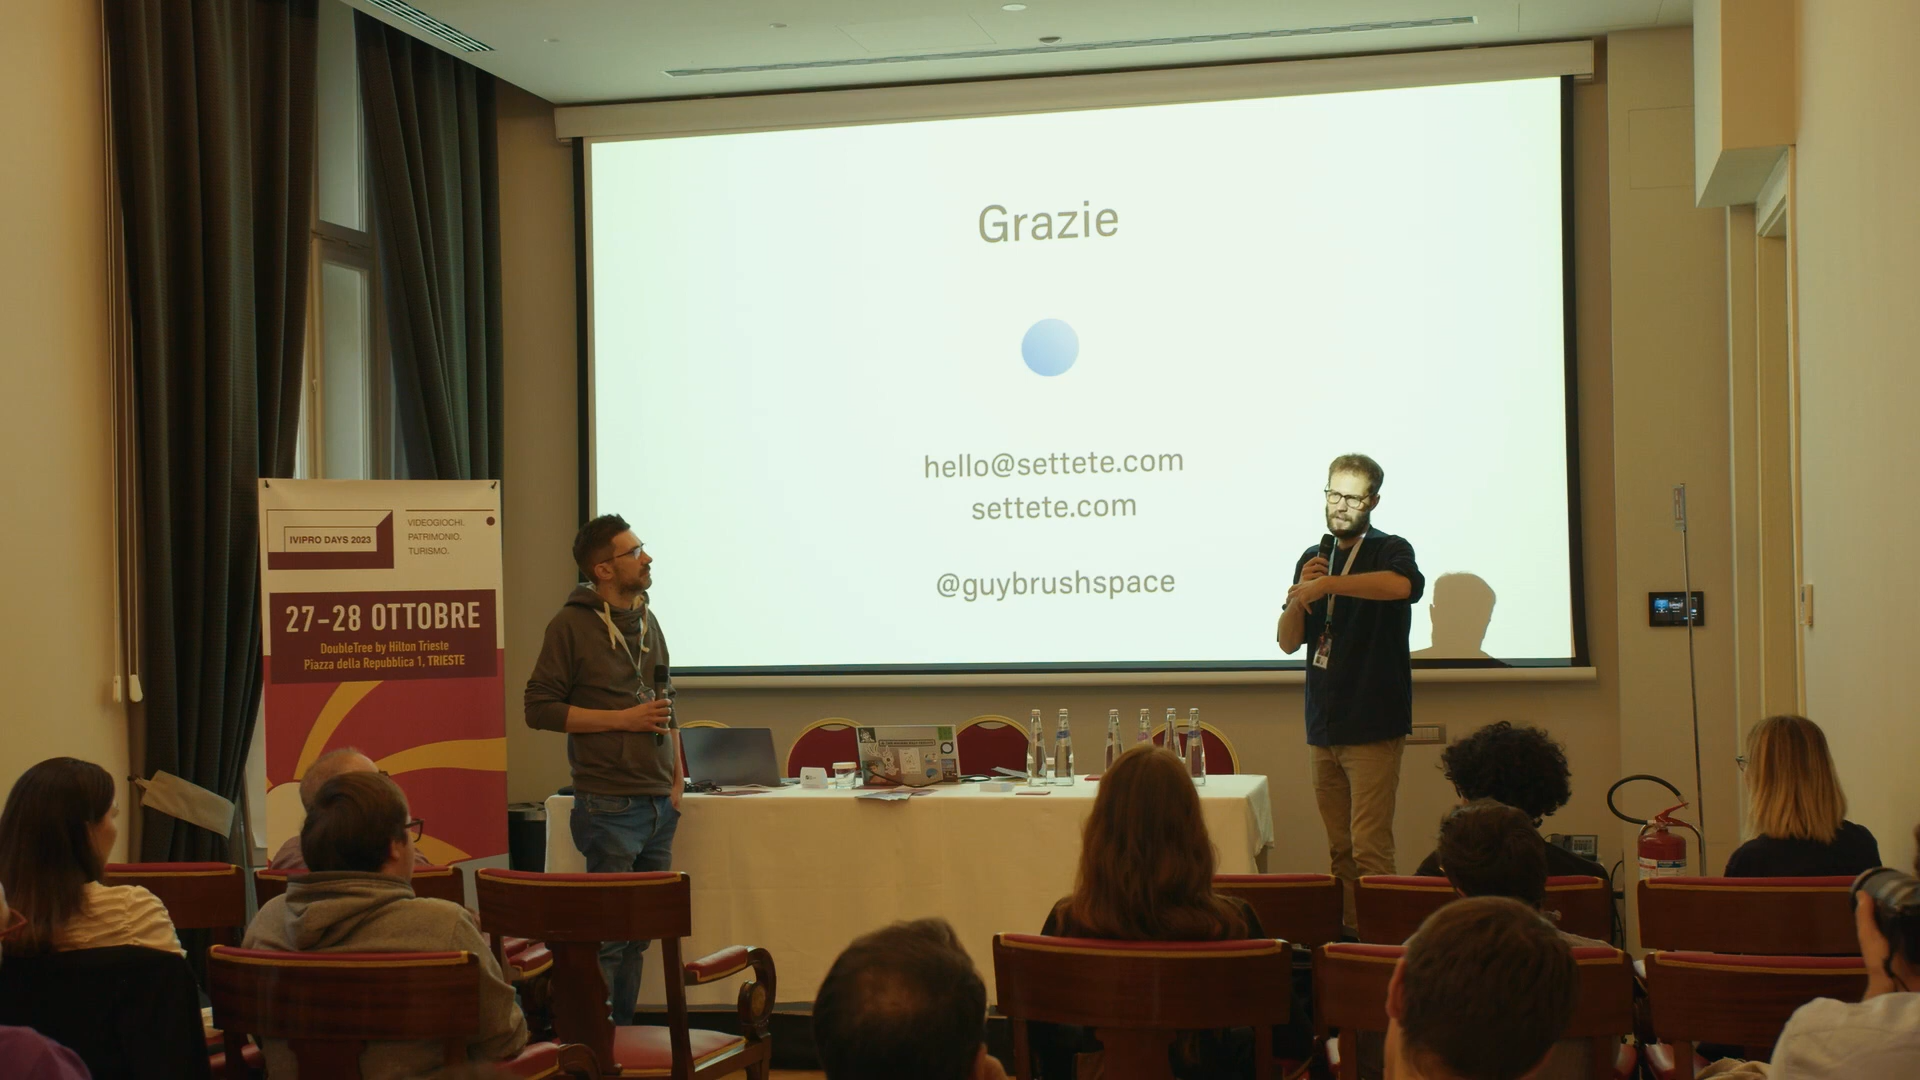 Grazie
hello@settete.com
settete.com
@guybrushspace
IVIPRO DAYS 2023
VIDEOGIOCHI.
PATRIMONIO.
TURISMO.
27-28 OTTOBRE
DoubleTree by Hilton Trieste
Piazza della Repubblica 1, TRIESTE